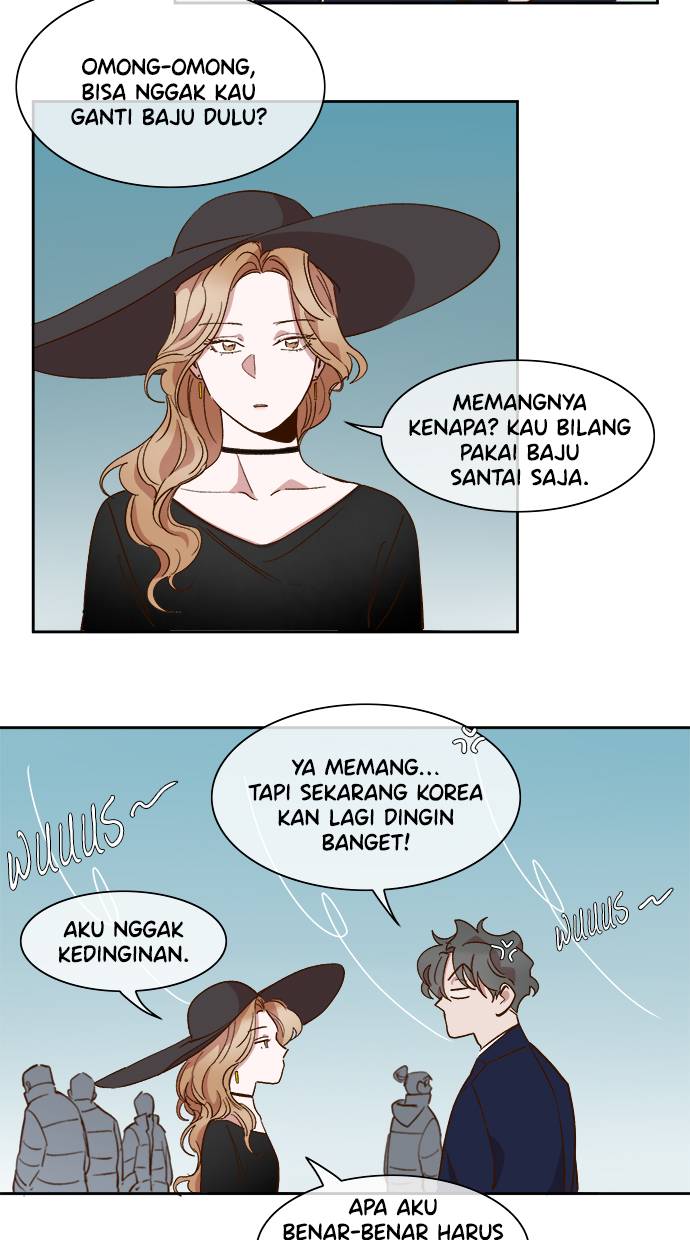 OMONG-OMONG,
BISA NGGAK KAU
GANTI BAJU DULU?
MEMANGNYA
KENAPA? KAU BILANG
PAKAI BAJU
SANTAI SAJA.
YA MEMANG...
TAPI SEKARANG KOREA
KAN LAGI DINGIN
BANGET!
WUUUS~
AKU NGGAK
KEDINGINAN.
WUUUS~
APA AKU
BENAR-BENAR HARUS